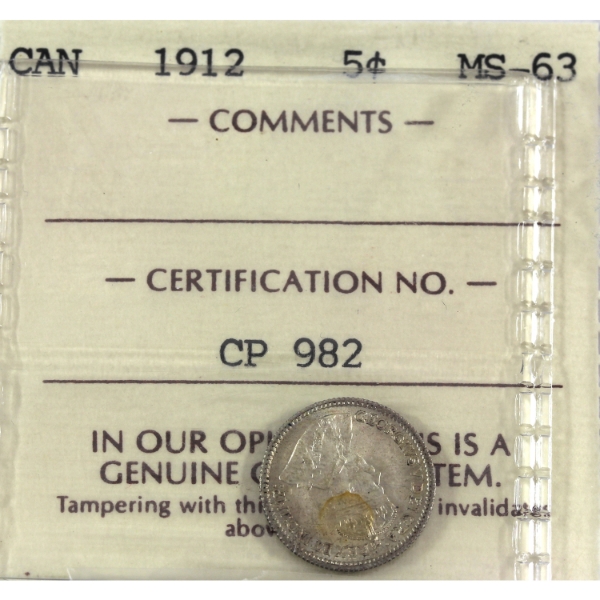 CAN 1912 5¢ MS-63
— COMMENTS —
— CERTIFICATION NO. —
CP 982
IN OUR OPI IS A
GENUINE TEM.
Tampering with thi invalidates
abov